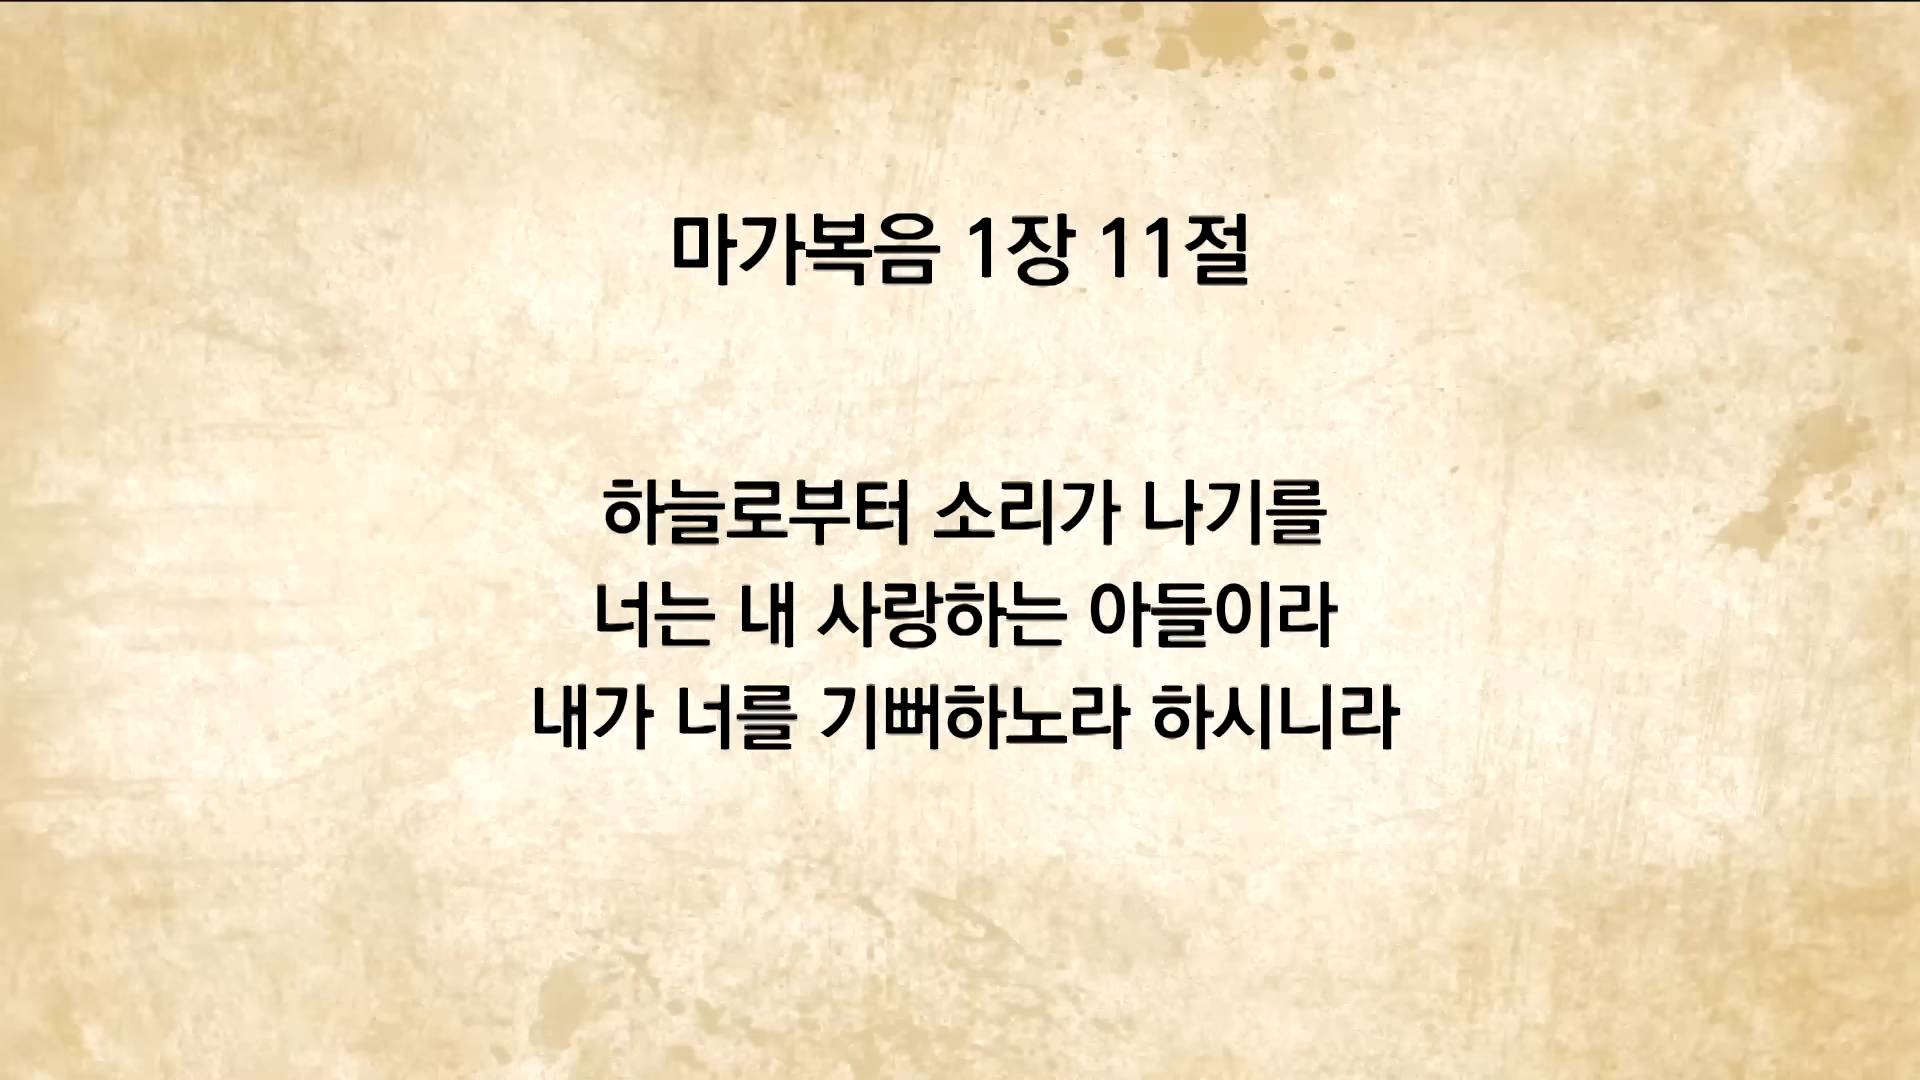 마가복음 1장 11절
하늘로부터 소리가 나기를
너는 내 사랑하는 아들이라
내가 너를 기뻐하노라 하시니라